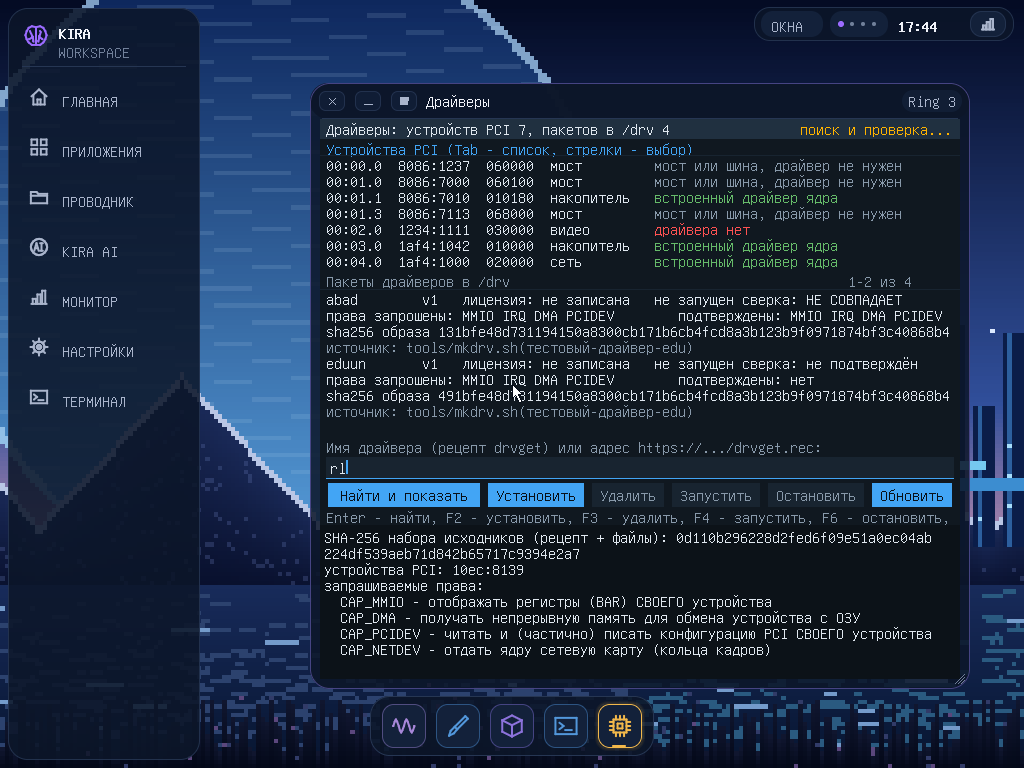 KIRA
WORKSPACE
ГЛАВНАЯ
ПРИЛОЖЕНИЯ
ПРОВОДНИК
KIRA AI
МОНИТОР
НАСТРОЙКИ
ТЕРМИНАЛ
ОКНА
17:44
Драйверы
Ring 3
Драйверы: устройств PCI 7, пакетов в /drv 4 поиск и проверка...
Устройства PCI (Tab - список, стрелки - выбор)
00:00.0 8086:1237 060000 мост мост или шина, драйвер не нужен
00:01.0 8086:7000 060100 мост мост или шина, драйвер не нужен
00:01.1 8086:7010 010180 накопитель встроенный драйвер ядра
00:01.3 8086:7113 068000 мост мост или шина, драйвер не нужен
00:02.0 1234:1111 030000 видео драйвера нет
00:03.0 1af4:1042 010000 накопитель встроенный драйвер ядра
00:04.0 1af4:1000 020000 сеть встроенный драйвер ядра
Пакеты драйверов в /drv 1-2 из 4
abad v1 лицензия: не записана не запущен сверка: НЕ СОВПАДАЕТ
права запрошены: MMIO IRQ DMA PCIDEV подтверждены: MMIO IRQ DMA PCIDEV
sha256 образа 131bfe48d731194150a8300cb171b6cb4fcd8a3b123b9f0971874bf3c40868b4
источник: tools/mkdrv.sh(тестовый-драйвер-edu)
eduun v1 лицензия: не записана не запущен сверка: не подтверждён
права запрошены: MMIO IRQ DMA PCIDEV подтверждены: нет
sha256 образа 491bfe48d731194150a8300cb171b6cb4fcd8a3b123b9f0971874bf3c40868b4
источник: tools/mkdrv.sh(тестовый-драйвер-edu)
Имя драйвера (рецепт drvget) или адрес https://.../drvget.rec:
rl
Найти и показать Установить Удалить Запустить Остановить Обновить
Enter - найти, F2 - установить, F3 - удалить, F4 - запустить, F6 - остановить,
SHA-256 набора исходников (рецепт + файлы): 0d110b296228d2fed6f09e51a0ec04ab
224df539aeb71d842b65717c9394e2a7
устройства PCI: 10ec:8139
запрашиваемые права:
CAP_MMIO - отображать регистры (BAR) СВОЕГО устройства
CAP_DMA - получать непрерывную память для обмена устройства с ОЗУ
CAP_PCIDEV - читать и (частично) писать конфигурацию PCI СВОЕГО устройства
CAP_NETDEV - отдать ядру сетевую карту (кольца кадров)